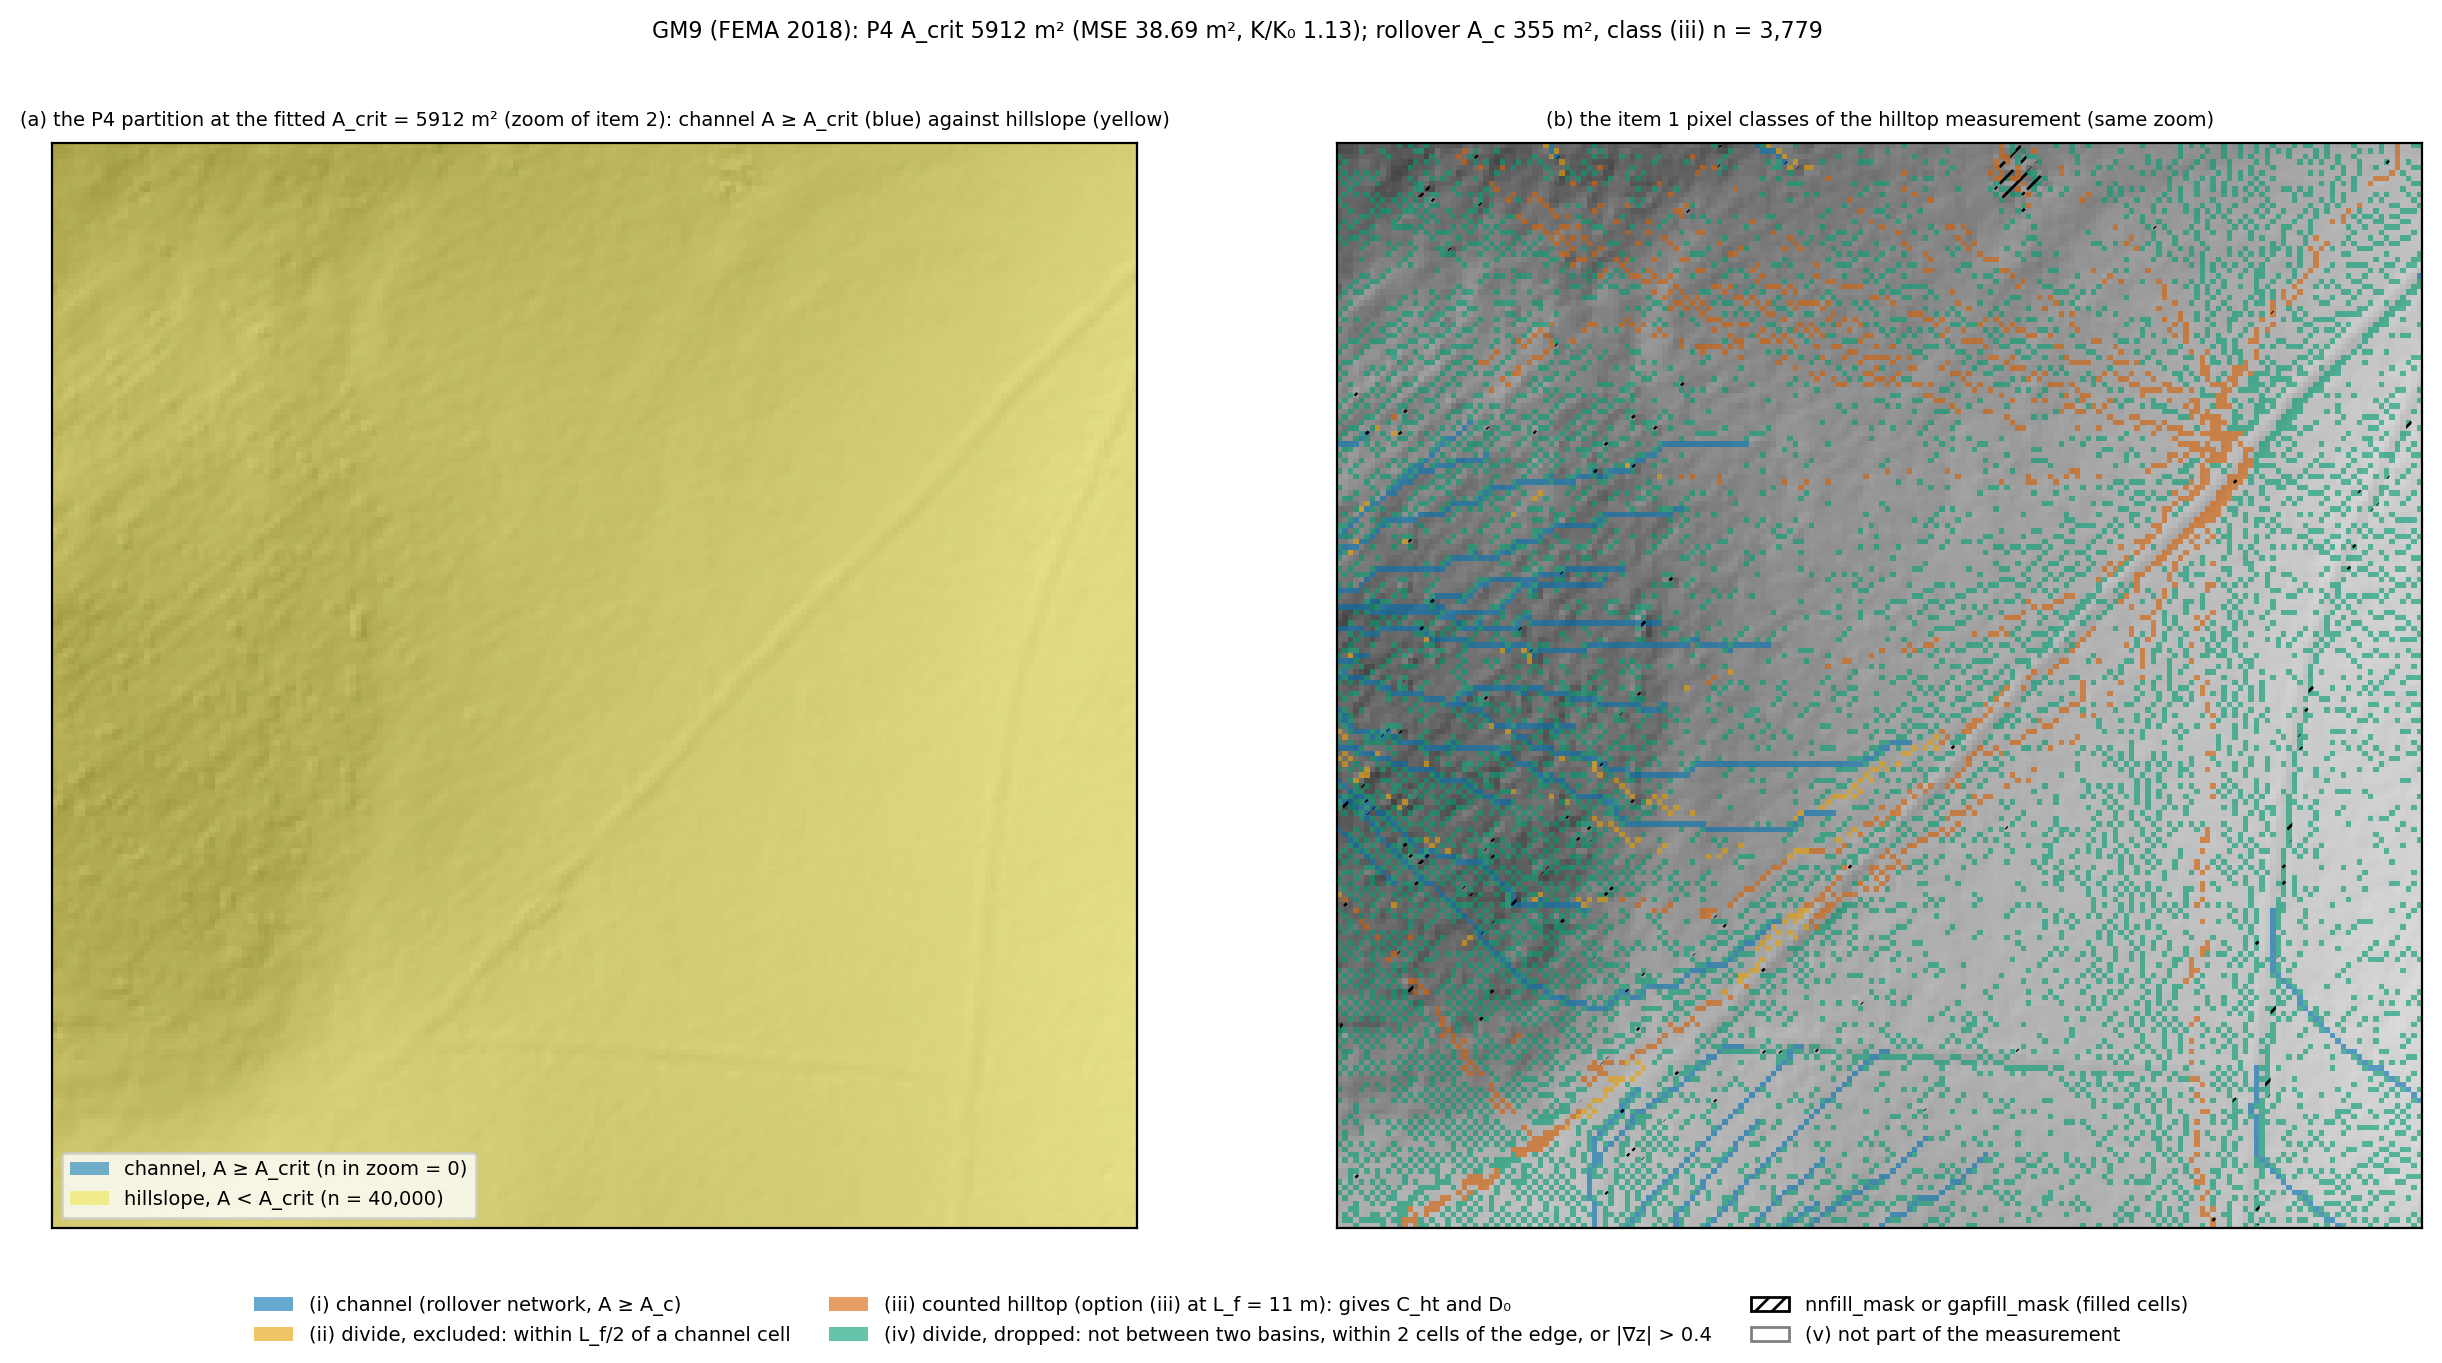 GM9 (FEMA 2018): P4 A_crit 5912 m² (MSE 38.69 m², K/K₀ 1.13); rollover A_c 355 m², class (iii) n = 3,779
(a) the P4 partition at the fitted A_crit = 5912 m² (zoom of item 2): channel A ≥ A_crit (blue) against hillslope (yellow)
(b) the item 1 pixel classes of the hilltop measurement (same zoom)
channel, A ≥ A_crit (n in zoom = 0)
hillslope, A < A_crit (n = 40,000)
(i) channel (rollover network, A ≥ A_c)
(ii) divide, excluded: within L_f/2 of a channel cell
(iii) counted hilltop (option (iii) at L_f = 11 m): gives C_ht and D₀
(iv) divide, dropped: not between two basins, within 2 cells of the edge, or |∇z| > 0.4
nnfill_mask or gapfill_mask (filled cells)
(v) not part of the measurement